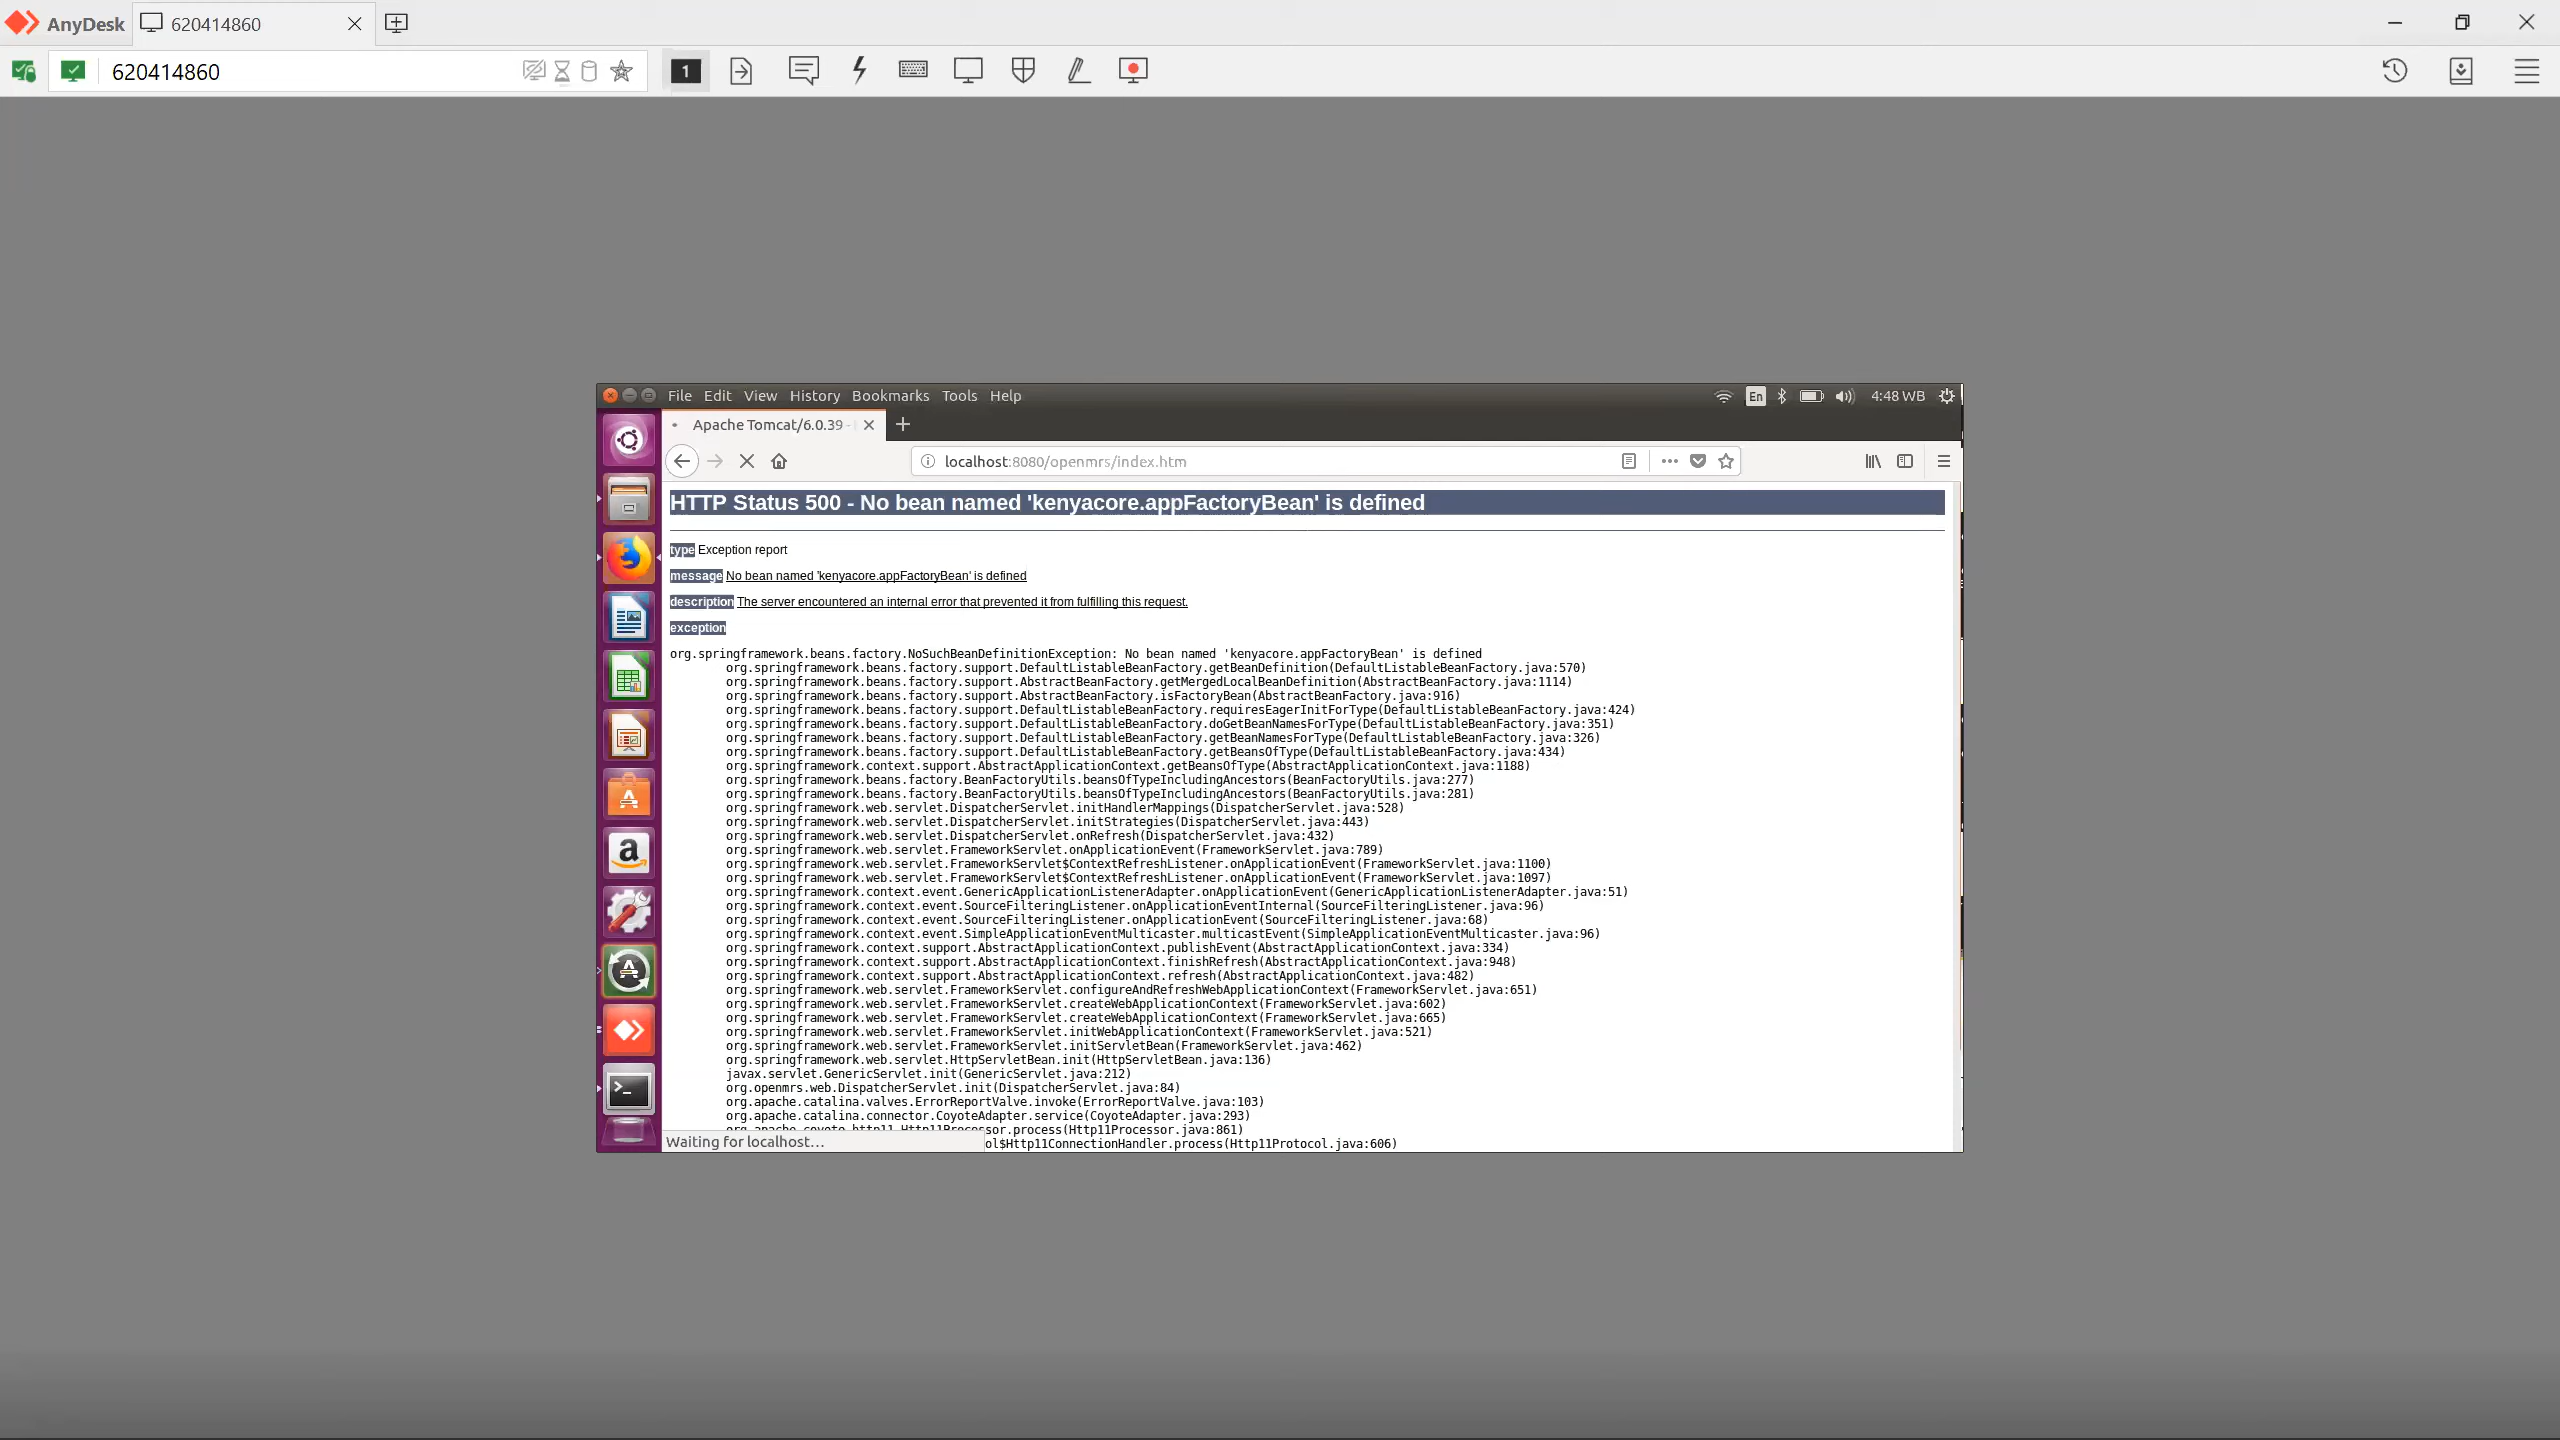 AnyDesk 620414860
620414860
1
File Edit View History Bookmarks Tools Help En 4:48 WB
Apache Tomcat/6.0.39 -
localhost:8080/openmrs/index.htm
HTTP Status 500 - No bean named 'kenyacore.appFactoryBean' is defined
type Exception report
message No bean named 'kenyacore.appFactoryBean' is defined
description The server encountered an internal error that prevented it from fulfilling this request.
exception
org.springframework.beans.factory.NoSuchBeanDefinitionException: No bean named 'kenyacore.appFactoryBean' is defined
org.springframework.beans.factory.support.DefaultListableBeanFactory.getBeanDefinition(DefaultListableBeanFactory.java:570)
org.springframework.beans.factory.support.AbstractBeanFactory.getMergedLocalBeanDefinition(AbstractBeanFactory.java:1114)
org.springframework.beans.factory.support.AbstractBeanFactory.isFactoryBean(AbstractBeanFactory.java:916)
org.springframework.beans.factory.support.DefaultListableBeanFactory.requiresEagerInitForType(DefaultListableBeanFactory.java:424)
org.springframework.beans.factory.support.DefaultListableBeanFactory.doGetBeanNamesForType(DefaultListableBeanFactory.java:351)
org.springframework.beans.factory.support.DefaultListableBeanFactory.getBeanNamesForType(DefaultListableBeanFactory.java:326)
org.springframework.beans.factory.support.DefaultListableBeanFactory.getBeansOfType(DefaultListableBeanFactory.java:434)
org.springframework.context.support.AbstractApplicationContext.getBeansOfType(AbstractApplicationContext.java:1188)
org.springframework.beans.factory.BeanFactoryUtils.beansOfTypeIncludingAncestors(BeanFactoryUtils.java:277)
org.springframework.beans.factory.BeanFactoryUtils.beansOfTypeIncludingAncestors(BeanFactoryUtils.java:281)
org.springframework.web.servlet.DispatcherServlet.initHandlerMappings(DispatcherServlet.java:528)
org.springframework.web.servlet.DispatcherServlet.initStrategies(DispatcherServlet.java:443)
org.springframework.web.servlet.DispatcherServlet.onRefresh(DispatcherServlet.java:432)
org.springframework.web.servlet.FrameworkServlet.onApplicationEvent(FrameworkServlet.java:789)
org.springframework.web.servlet.FrameworkServlet$ContextRefreshListener.onApplicationEvent(FrameworkServlet.java:1100)
org.springframework.web.servlet.FrameworkServlet$ContextRefreshListener.onApplicationEvent(FrameworkServlet.java:1097)
org.springframework.context.event.GenericApplicationListenerAdapter.onApplicationEvent(GenericApplicationListenerAdapter.java:51)
org.springframework.context.event.SourceFilteringListener.onApplicationEventInternal(SourceFilteringListener.java:96)
org.springframework.context.event.SourceFilteringListener.onApplicationEvent(SourceFilteringListener.java:68)
org.springframework.context.event.SimpleApplicationEventMulticaster.multicastEvent(SimpleApplicationEventMulticaster.java:96)
org.springframework.context.support.AbstractApplicationContext.publishEvent(AbstractApplicationContext.java:334)
org.springframework.context.support.AbstractApplicationContext.finishRefresh(AbstractApplicationContext.java:948)
org.springframework.context.support.AbstractApplicationContext.refresh(AbstractApplicationContext.java:482)
org.springframework.web.servlet.FrameworkServlet.configureAndRefreshWebApplicationContext(FrameworkServlet.java:651)
org.springframework.web.servlet.FrameworkServlet.createWebApplicationContext(FrameworkServlet.java:602)
org.springframework.web.servlet.FrameworkServlet.createWebApplicationContext(FrameworkServlet.java:665)
org.springframework.web.servlet.FrameworkServlet.initWebApplicationContext(FrameworkServlet.java:521)
org.springframework.web.servlet.FrameworkServlet.initServletBean(FrameworkServlet.java:462)
org.springframework.web.servlet.HttpServletBean.init(HttpServletBean.java:136)
javax.servlet.GenericServlet.init(GenericServlet.java:212)
org.openmrs.web.DispatcherServlet.init(DispatcherServlet.java:84)
org.apache.catalina.valves.ErrorReportValve.invoke(ErrorReportValve.java:103)
org.apache.catalina.connector.CoyoteAdapter.service(CoyoteAdapter.java:293)
org.apache.coyote.http11.Http11Processor.process(Http11Processor.java:861)
Waiting for localhost… ol$Http11ConnectionHandler.process(Http11Protocol.java:606)